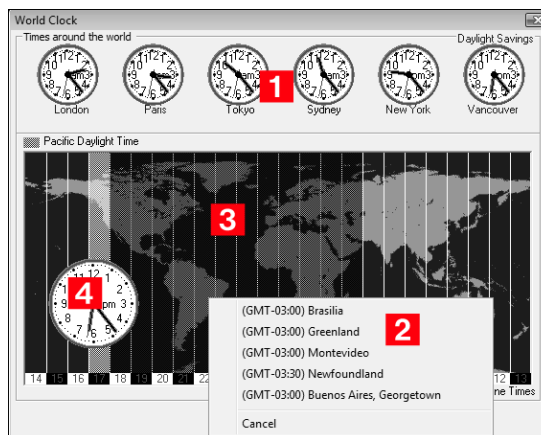 World Clock
Times around the world
Daylight Savings
London Paris Tokyo Sydney New York Vancouver
1
Pacific Daylight Time
3
4
2
12
pm
(GMT-03:00) Brasilia
(GMT-03:00) Greenland
(GMT-03:00) Montevideo
(GMT-03:30) Newfoundland
(GMT-03:00) Buenos Aires, Georgetown
Cancel
14 15 16 17 18 19 20 21 22 12 13
ne Times